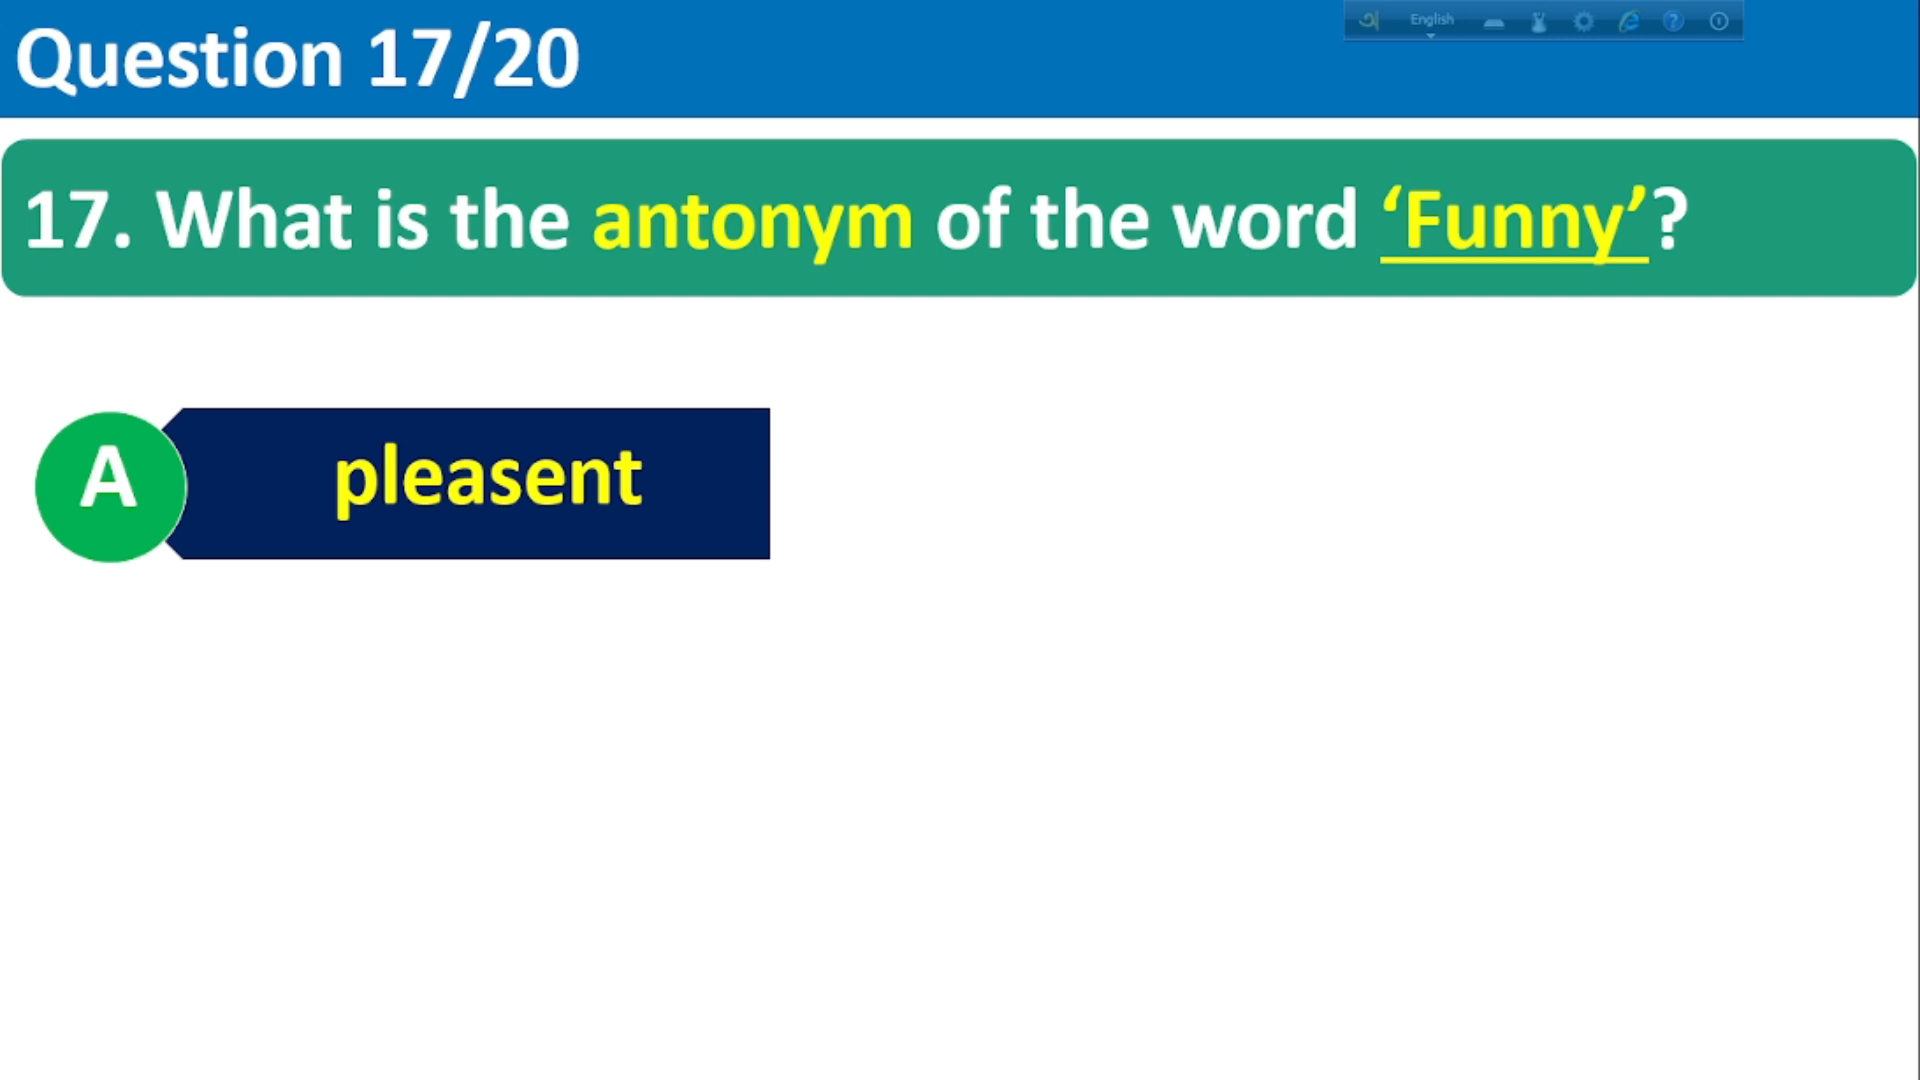 Question 17/20
English
17. What is the antonym of the word ‘Funny’?
A pleasent